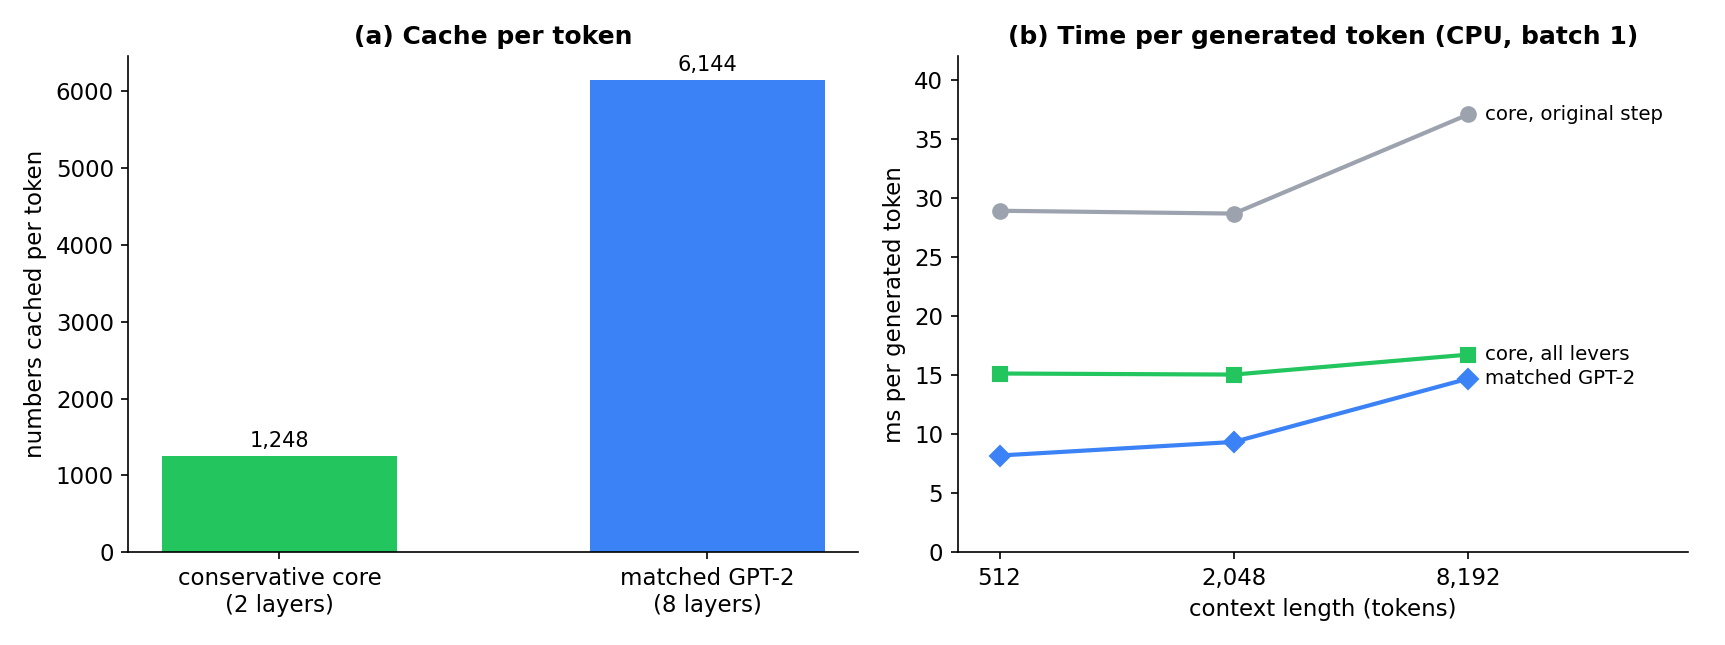 (a) Cache per token
numbers cached per token
6000
5000
4000
3000
2000
1000
0
1,248
6,144
conservative core
(2 layers)
matched GPT-2
(8 layers)
(b) Time per generated token (CPU, batch 1)
ms per generated token
40
35
30
25
20
15
10
5
0
core, original step
core, all levers
matched GPT-2
512
2,048
8,192
context length (tokens)